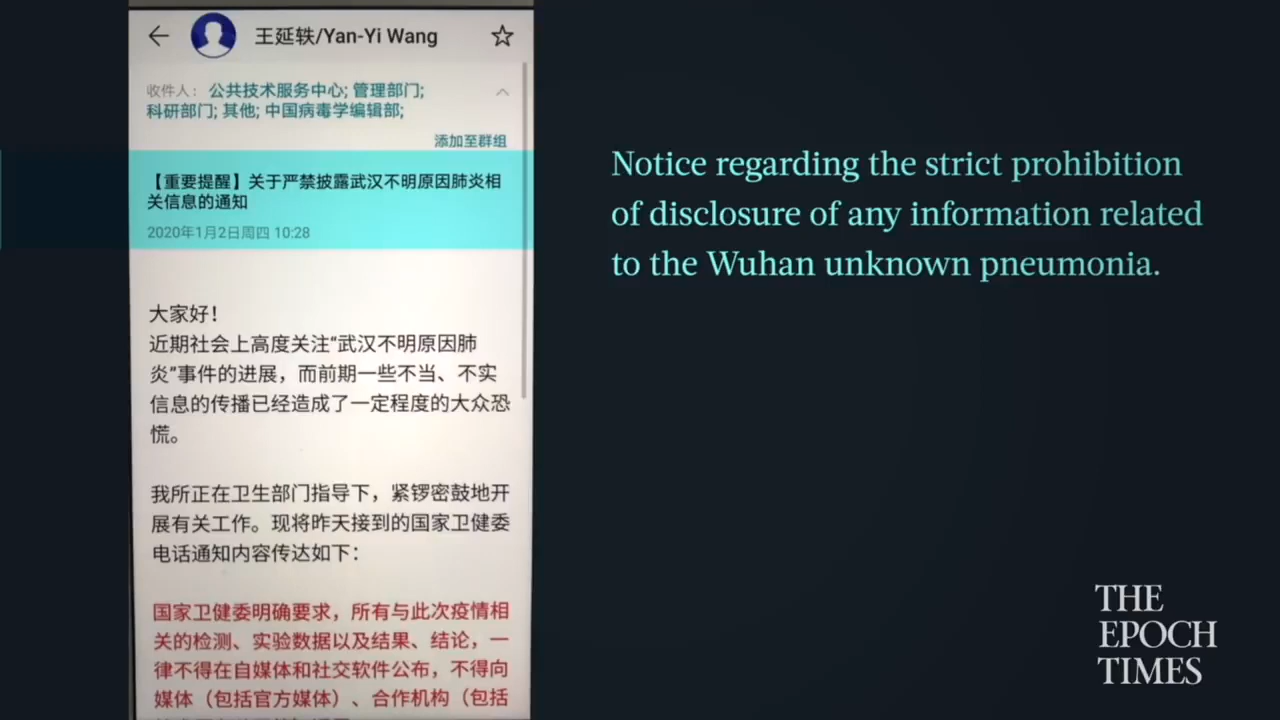 王延轶/Yan-Yi Wang
收件人： 公共技术服务中心; 管理部门;
科研部门; 其他; 中国病毒学编辑部;
添加至群组
【重要提醒】关于严禁披露武汉不明原因肺炎相
关信息的通知
2020年1月2日周四 10:28
大家好！
近期社会上高度关注“武汉不明原因肺
炎”事件的进展，而前期一些不当、不实
信息的传播已经造成了一定程度的大众恐
慌。
我所正在卫生部门指导下，紧锣密鼓地开
展有关工作。现将昨天接到的国家卫健委
电话通知内容传达如下：
国家卫健委明确要求，所有与此次疫情相
关的检测、实验数据以及结果、结论，一
律不得在自媒体和社交软件公布，不得向
媒体（包括官方媒体）、合作机构（包括
Notice regarding the strict prohibition
of disclosure of any information related
to the Wuhan unknown pneumonia.
THE
EPOCH
TIMES